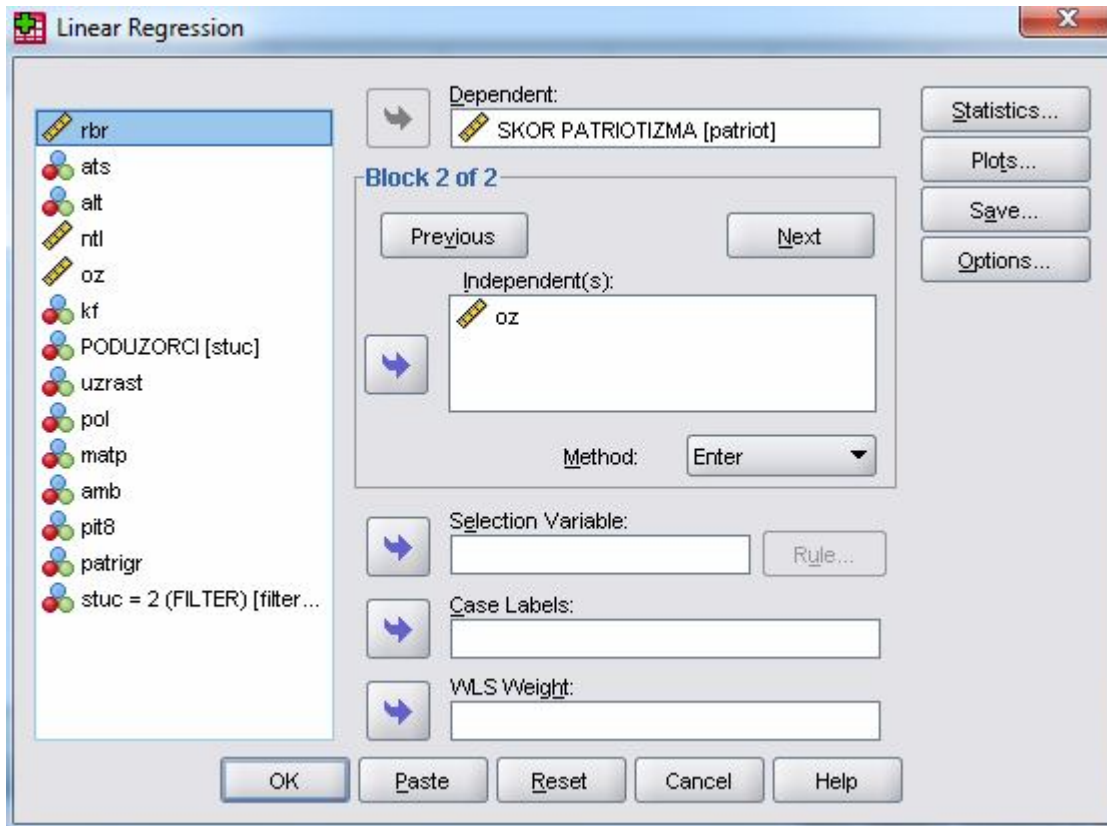 Linear Regression
rbr
ats
alt
ntl
oz
kf
PODUZORCI [stuc]
uzrast
pol
matp
amb
pit8
patrigr
stuc = 2 (FILTER) [filter...
Dependent:
SKOR PATRIOTIZMA [patriot]
Block 2 of 2
Previous
Next
Independent(s):
oz
Method:
Enter
Selection Variable:
Rule...
Case Labels:
WLS Weight:
Statistics...
Plots...
Save...
Options...
OK
Paste
Reset
Cancel
Help